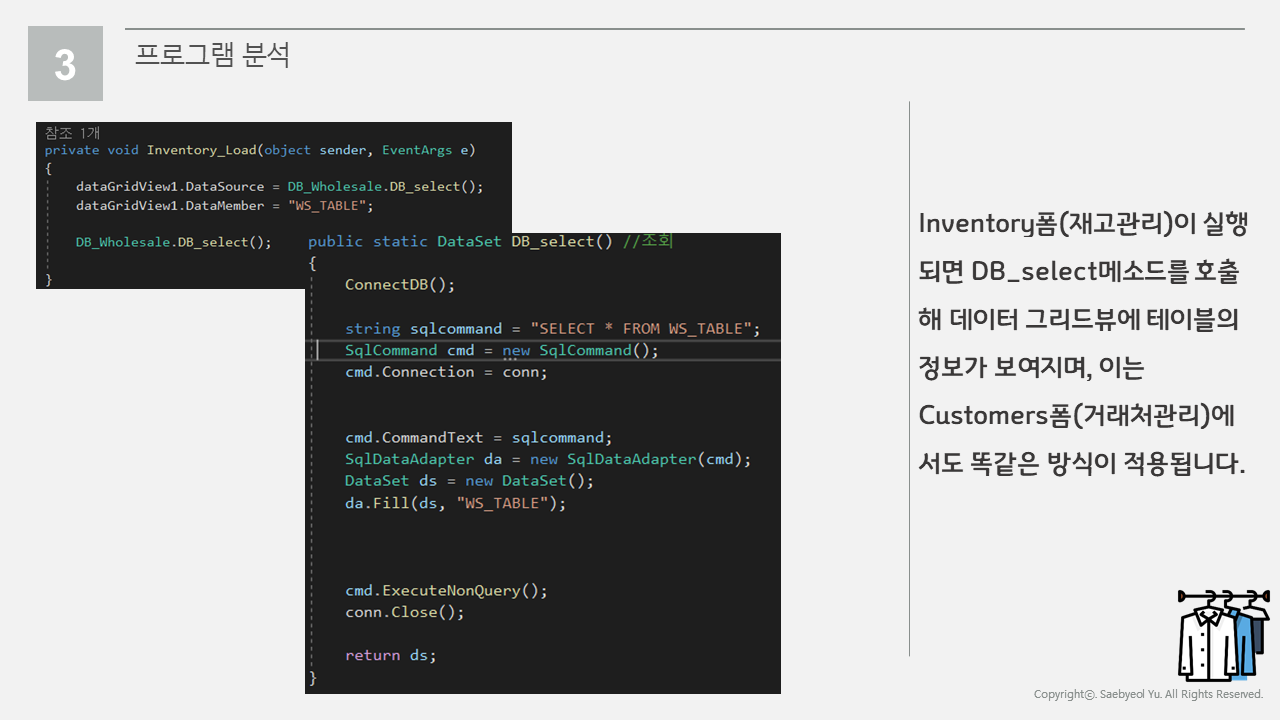 3
프로그램 분석
참조 1개
private void Inventory_Load(object sender, EventArgs e)
{
dataGridView1.DataSource = DB_Wholesale.DB_select();
dataGridView1.DataMember = "WS_TABLE";
DB_Wholesale.DB_select();
}
public static DataSet DB_select() //조회
{
ConnectDB();
string sqlcommand = "SELECT * FROM WS_TABLE";
SqlCommand cmd = new SqlCommand();
cmd.Connection = conn;
cmd.CommandText = sqlcommand;
SqlDataAdapter da = new SqlDataAdapter(cmd);
DataSet ds = new DataSet();
da.Fill(ds, "WS_TABLE");
cmd.ExecuteNonQuery();
conn.Close();
return ds;
}
Inventory폼(재고관리)이 실행
되면 DB_select메소드를 호출
해 데이터 그리드뷰에 테이블의
정보가 보여지며, 이는
Customers폼(거래처관리)에
서도 똑같은 방식이 적용됩니다.
Copyrightⓒ. Saebyeol Yu. All Rights Reserved.